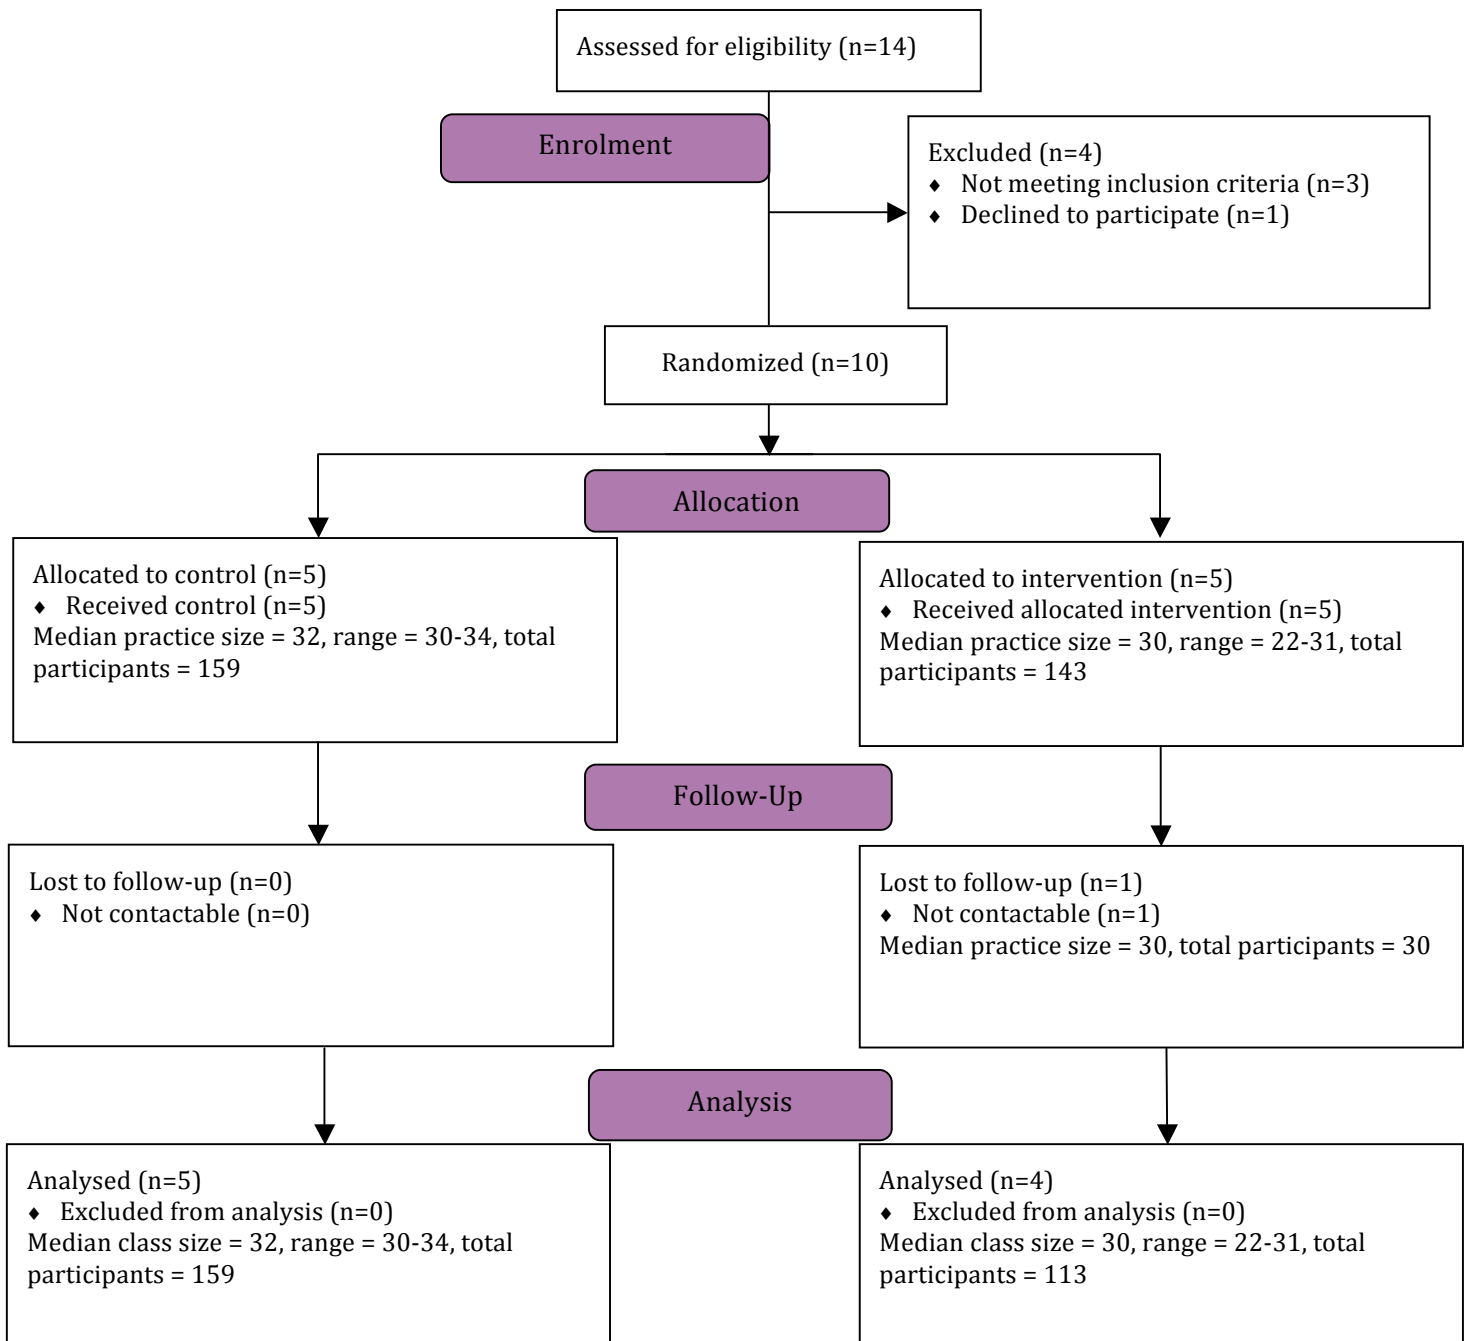 Assessed for eligibility (n=14)
Enrolment
Excluded (n=4)
♦ Not meeting inclusion criteria (n=3)
♦ Declined to participate (n=1)
Randomized (n=10)
Allocation
Allocated to control (n=5)
♦ Received control (n=5)
Median practice size = 32, range = 30-34, total
participants = 159
Allocated to intervention (n=5)
♦ Received allocated intervention (n=5)
Median practice size = 30, range = 22-31, total
participants = 143
Follow-Up
Lost to follow-up (n=0)
♦ Not contactable (n=0)
Lost to follow-up (n=1)
♦ Not contactable (n=1)
Median practice size = 30, total participants = 30
Analysis
Analysed (n=5)
♦ Excluded from analysis (n=0)
Median class size = 32, range = 30-34, total
participants = 159
Analysed (n=4)
♦ Excluded from analysis (n=0)
Median class size = 30, range = 22-31, total
participants = 113